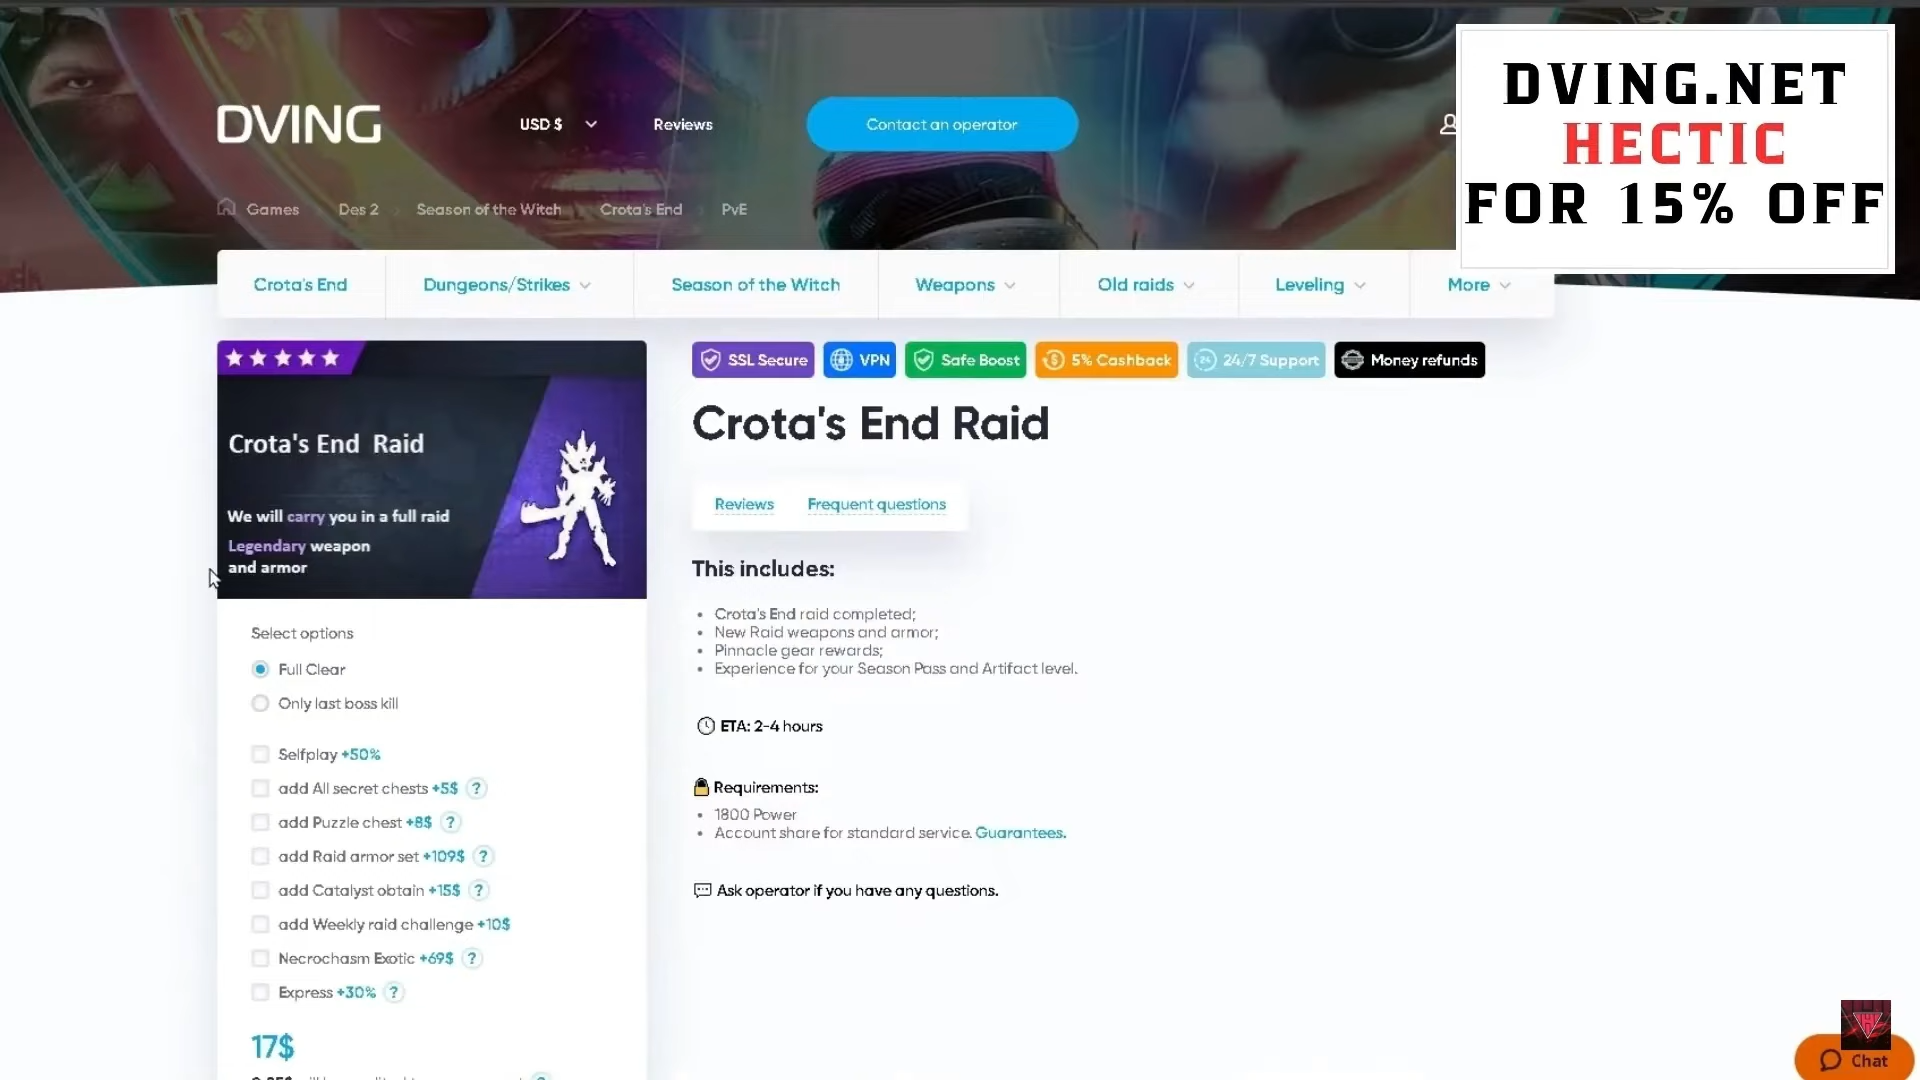 DVING.NET
HECTIC
FOR 15% OFF
DVING
USD $
Reviews
Contact an operator
Games
Des 2
Season of the Witch
Crota's End
PvE
Crota's End
Dungeons/Strikes
Season of the Witch
Weapons
Old raids
Leveling
More
Crota's End Raid
We will carry you in a full raid
Legendary weapon
and armor
SSL Secure
VPN
Safe Boost
5% Cashback
24/7 Support
Money refunds
Crota's End Raid
Reviews
Frequent questions
This includes:
• Crota's End raid completed;
• New Raid weapons and armor;
• Pinnacle gear rewards;
• Experience for your Season Pass and Artifact level.
ETA: 2-4 hours
Requirements:
• 1800 Power
• Account share for standard service. Guarantees.
Ask operator if you have any questions.
Select options
Full Clear
Only last boss kill
Selfplay +50%
add All secret chests +5$ ?
add Puzzle chest +8$ ?
add Raid armor set +109$ ?
add Catalyst obtain +15$ ?
add Weekly raid challenge +10$
Necrochasm Exotic +69$ ?
Express +30% ?
17$
Chat